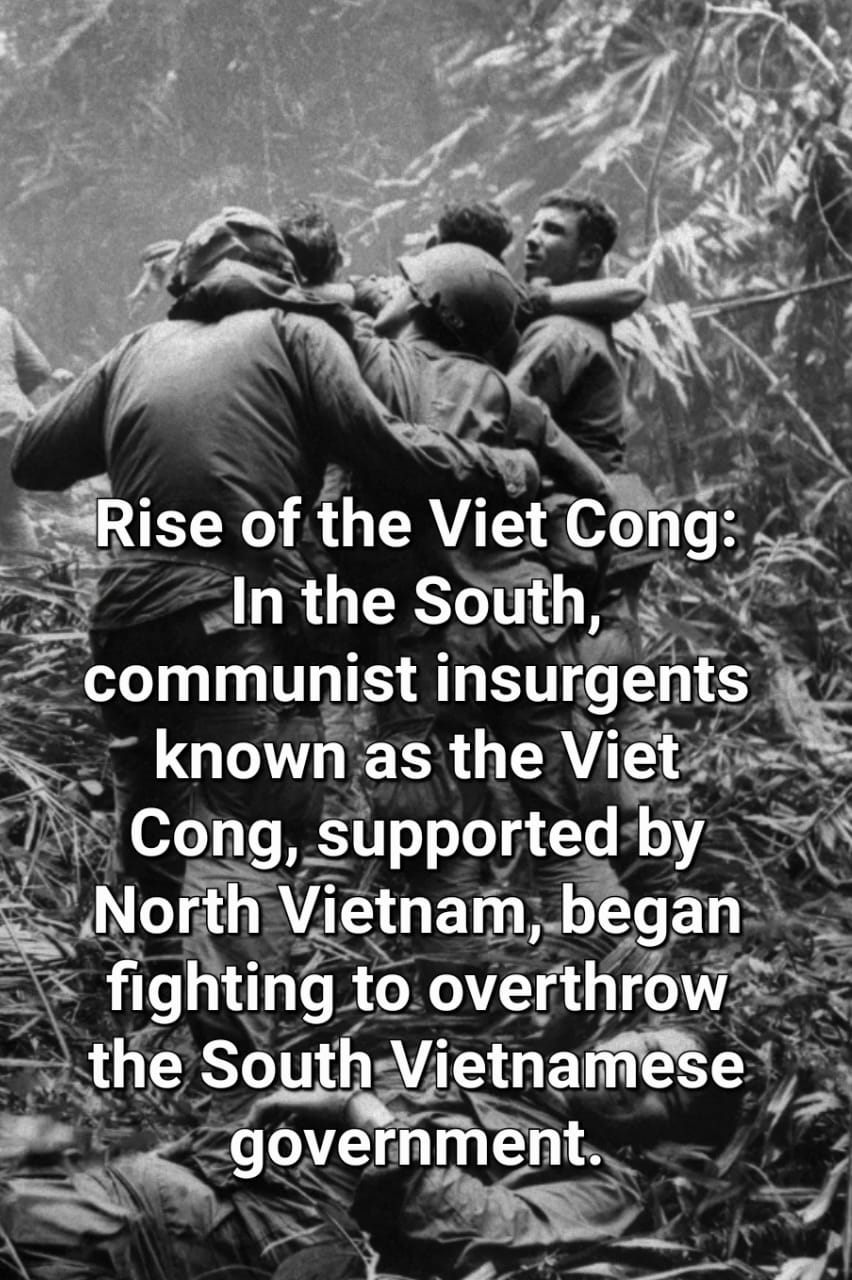 Rise of the Viet Cong:
In the South,
communist insurgents
known as the Viet
Cong, supported by
North Vietnam, began
fighting to overthrow
the South Vietnamese
government.